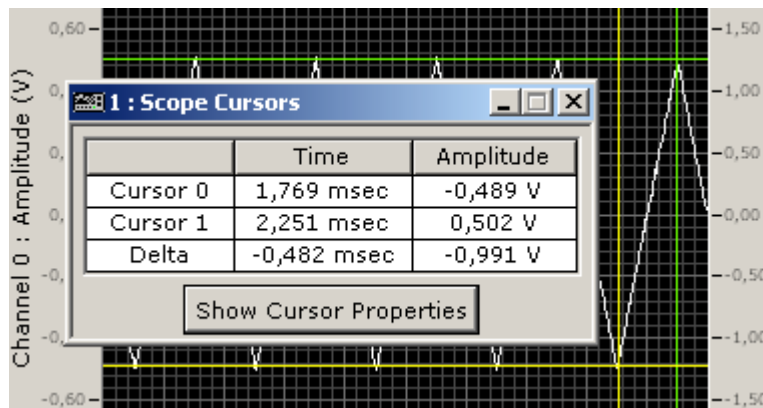 0,60
1,50
1 : Scope Cursors
1,00
Time Amplitude
0,50
Cursor 0 1,769 msec -0,489 V
Cursor 1 2,251 msec 0,502 V
0,00
Delta -0,482 msec -0,991 V
-0,50
Show Cursor Properties
-1,00
-0,60
-1,50
Channel 0 : Amplitude (V)